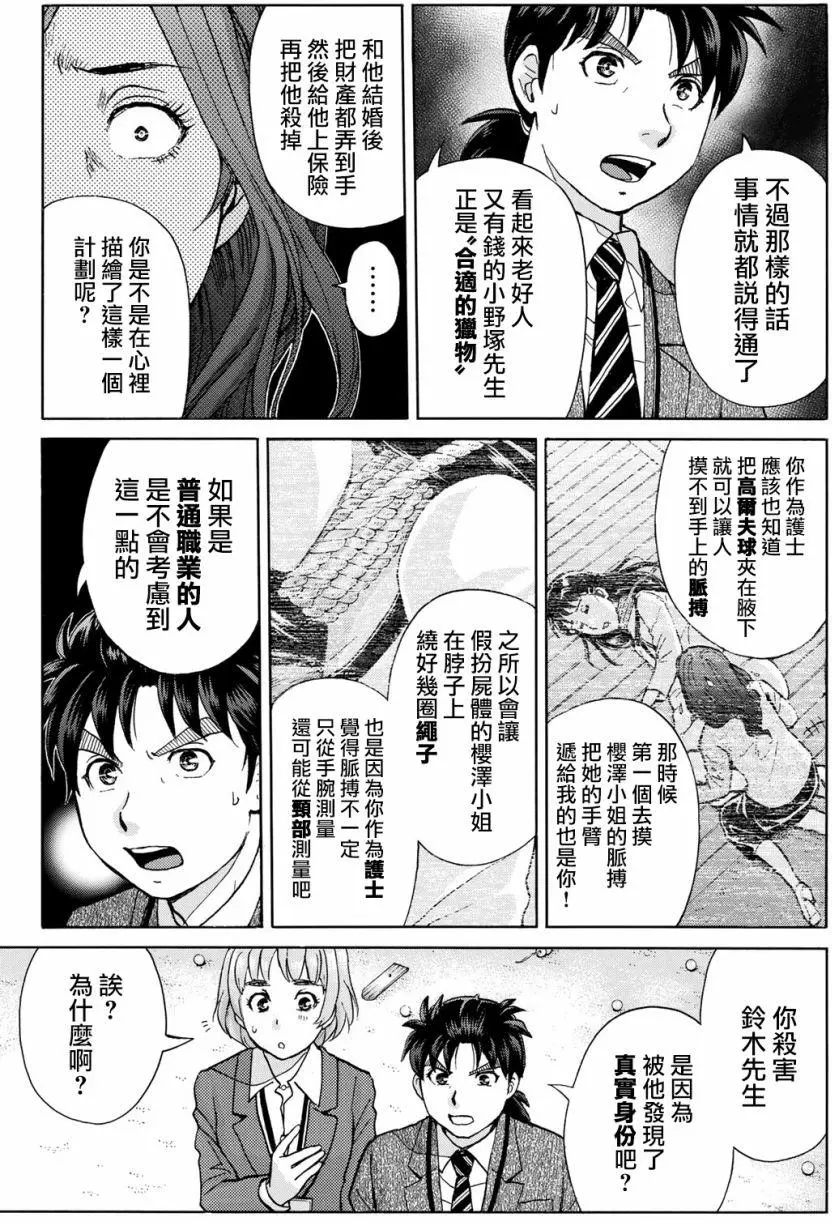 不過那樣的話
事情就都說得通了
看起來老好人
又有錢的小野塚先生
正是〝合適的獵物〞
和他結婚後
把財產都弄到手
然後給他上保險
再把他殺掉
……
你是不是在心裡
描繪了這樣一個
計劃呢？
你作為護士
應該也知道
把高爾夫球夾在腋下
就可以讓人
摸不到手上的脈搏
那時候
第一個去摸
櫻澤小姐的脈搏
把她的手臂
遞給我的也是你！
之所以會讓
假扮屍體的櫻澤小姐
在脖子上
繞好幾圈繩子
也是因為你作為護士
覺得脈搏不一定
只從手腕測量
還可能從頸部測量吧
如果是
普通職業的人
是不會考慮到
這一點的
你殺害
鈴木先生
是因為
被他發現了
真實身份吧？
誒？
為什麼啊？